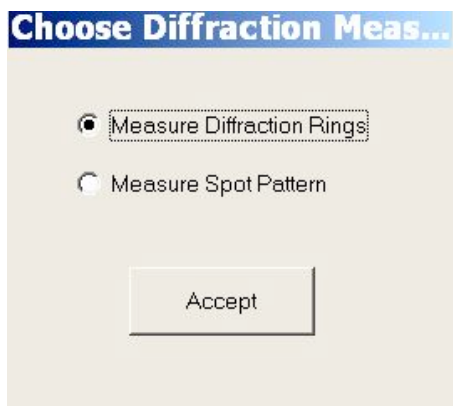 Choose Diffraction Meas...
Measure Diffraction Rings
Measure Spot Pattern
Accept